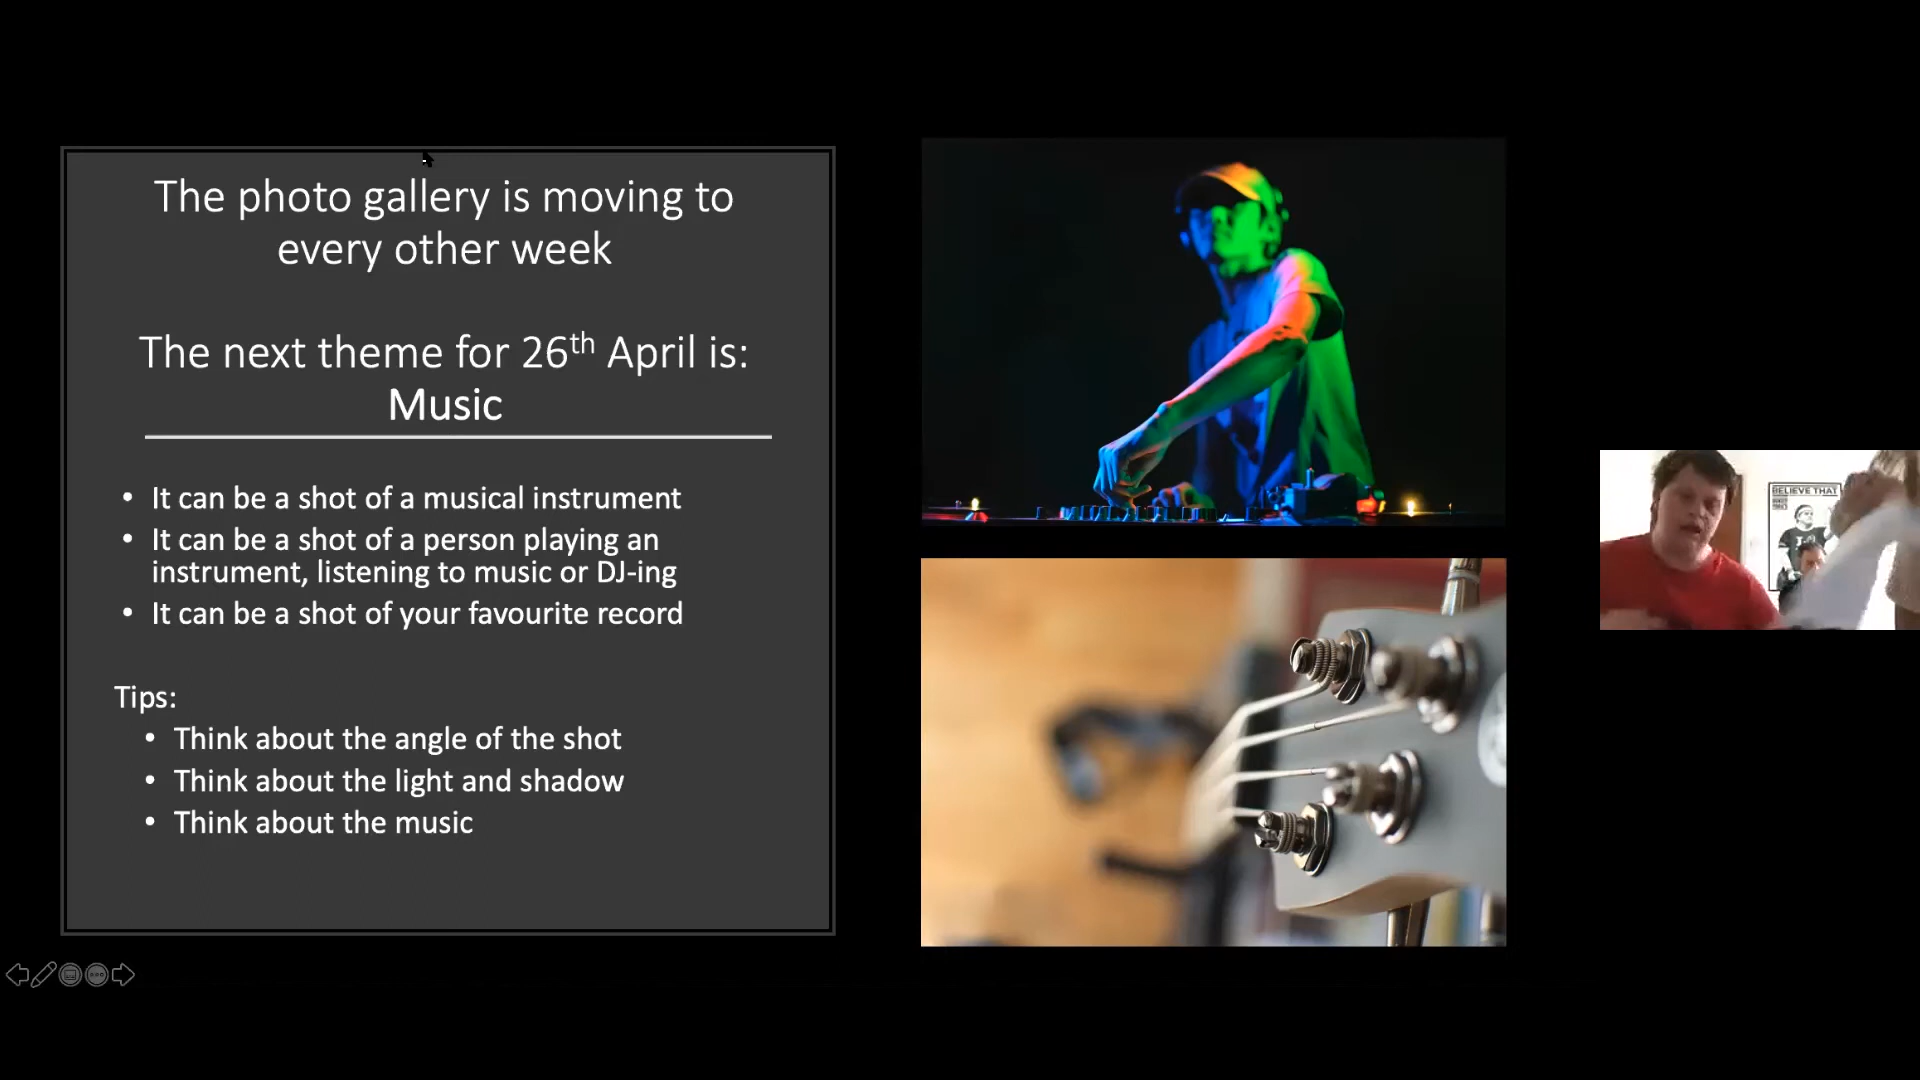 The photo gallery is moving to
every other week
The next theme for 26th April is:
Music
• It can be a shot of a musical instrument
• It can be a shot of a person playing an
instrument, listening to music or DJ-ing
• It can be a shot of your favourite record
Tips:
• Think about the angle of the shot
• Think about the light and shadow
• Think about the music
BELIEVE THAT